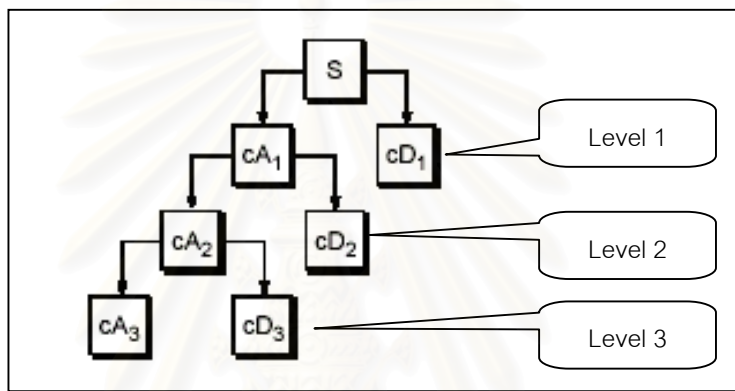 S
cA₁ cD₁ Level 1
cA₂ cD₂ Level 2
cA₃ cD₃ Level 3